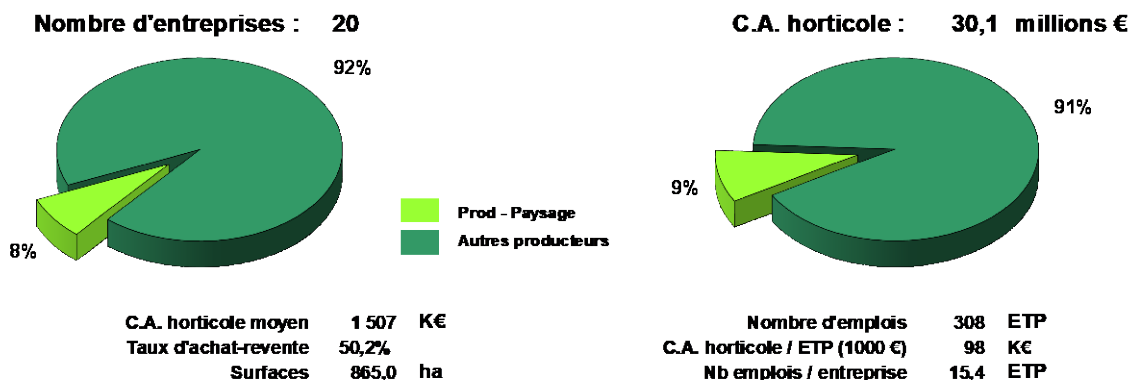 Nombre d'entreprises : 20
92%
8%
C.A. horticole : 30,1 millions €
91%
9%
Prod - Paysage
Autres producteurs
C.A. horticole moyen 1 507 K€
Taux d'achat-revente 50,2%
Surfaces 865,0 ha
Nombre d'emplois 308 ETP
C.A. horticole / ETP (1000 €) 98 K€
Nb emplois / entreprise 15,4 ETP